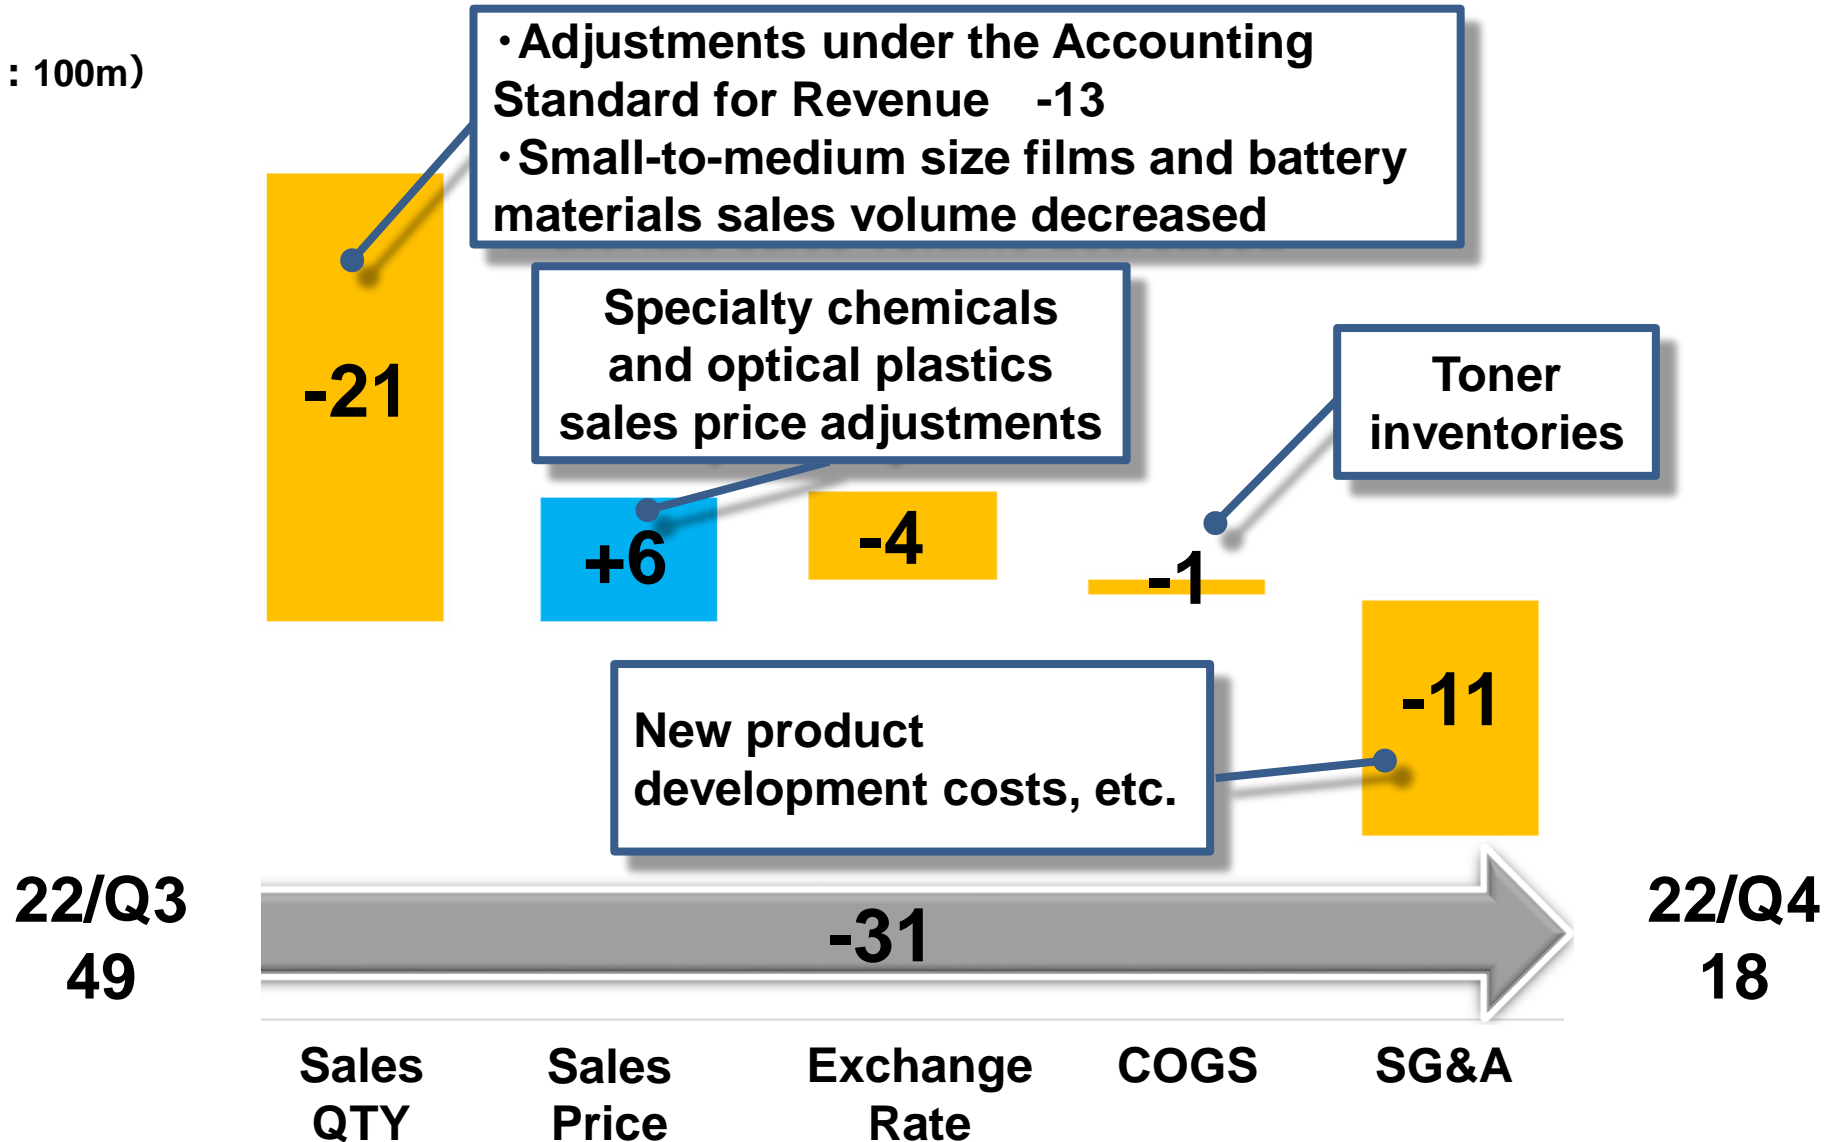 : 100m）
・Adjustments under the Accounting
Standard for Revenue -13
・Small-to-medium size films and battery
materials sales volume decreased
-21
Specialty chemicals
and optical plastics
sales price adjustments
Toner
inventories
+6
-4
-1
New product
development costs, etc.
-11
22/Q3
49
-31
22/Q4
18
Sales
QTY
Sales
Price
Exchange
Rate
COGS
SG&A